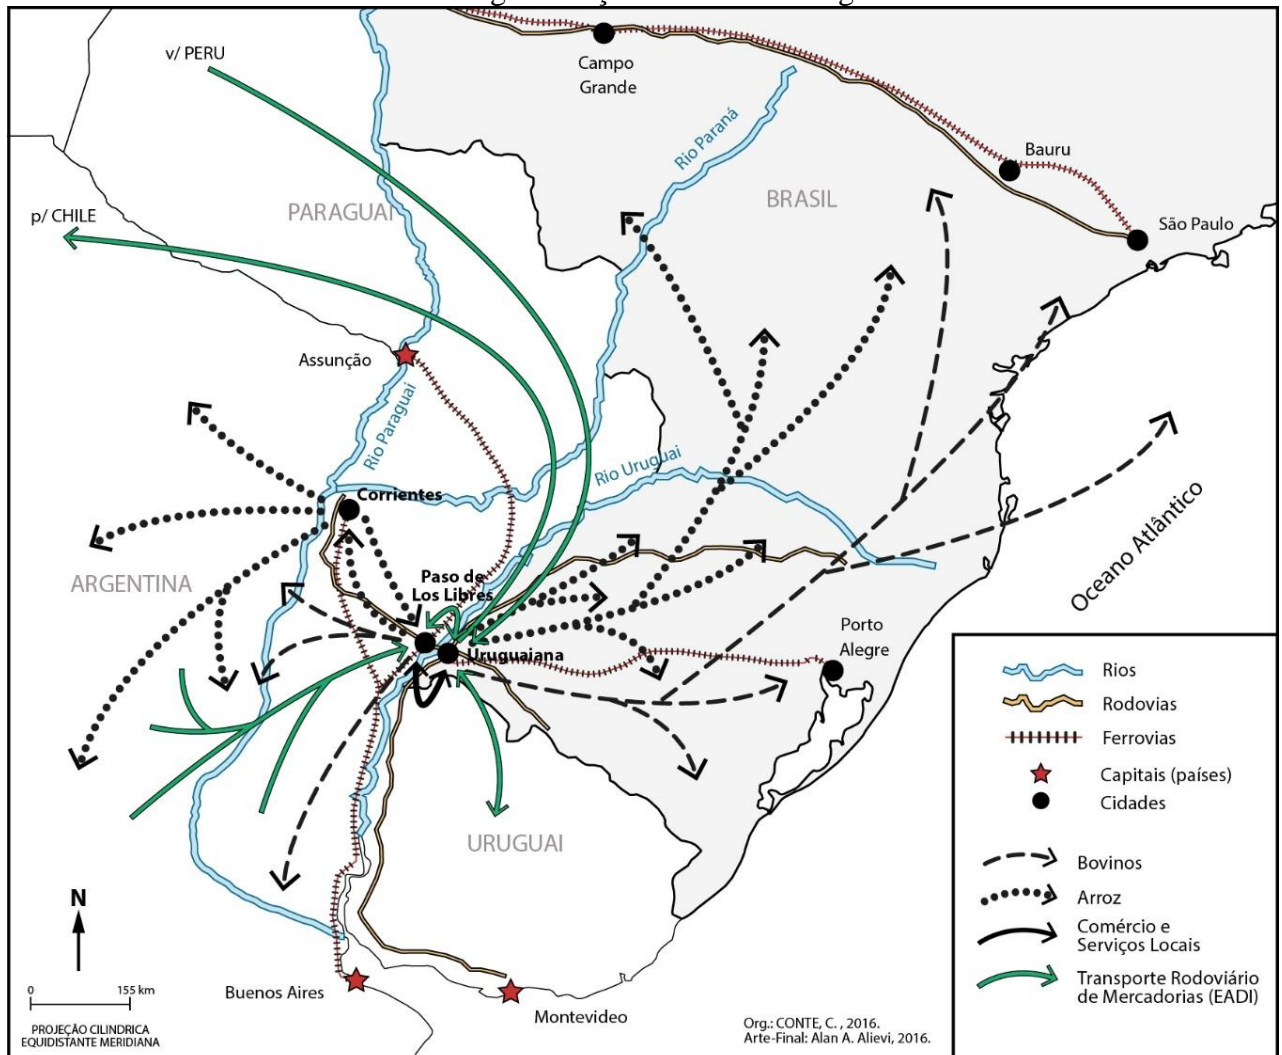 v/ PERU
Campo
Grande
Rio Paraná
Bauru
BRASIL
PARAGUAI
p/ CHILE
São Paulo
Assunção
Rio Paraguai
Rio Uruguai
Corrientes
Oceano Atlântico
ARGENTINA
Paso de
Los Libres
Porto
Alegre
Uruguaiana
Rios
Rodovias
Ferrovias
Capitais (países)
Cidades
URUGUAI
Bovinos
Arroz
N
Comércio e
Serviços Locais
Transporte Rodoviário
de Mercadorias (EADI)
Buenos Aires
0 155 km
Montevideo
PROJEÇÃO CILINDRICA
EQUIDISTANTE MERIDIANA
Org.: CONTE, C. , 2016.
Arte-Final: Alan A. Alievi, 2016.